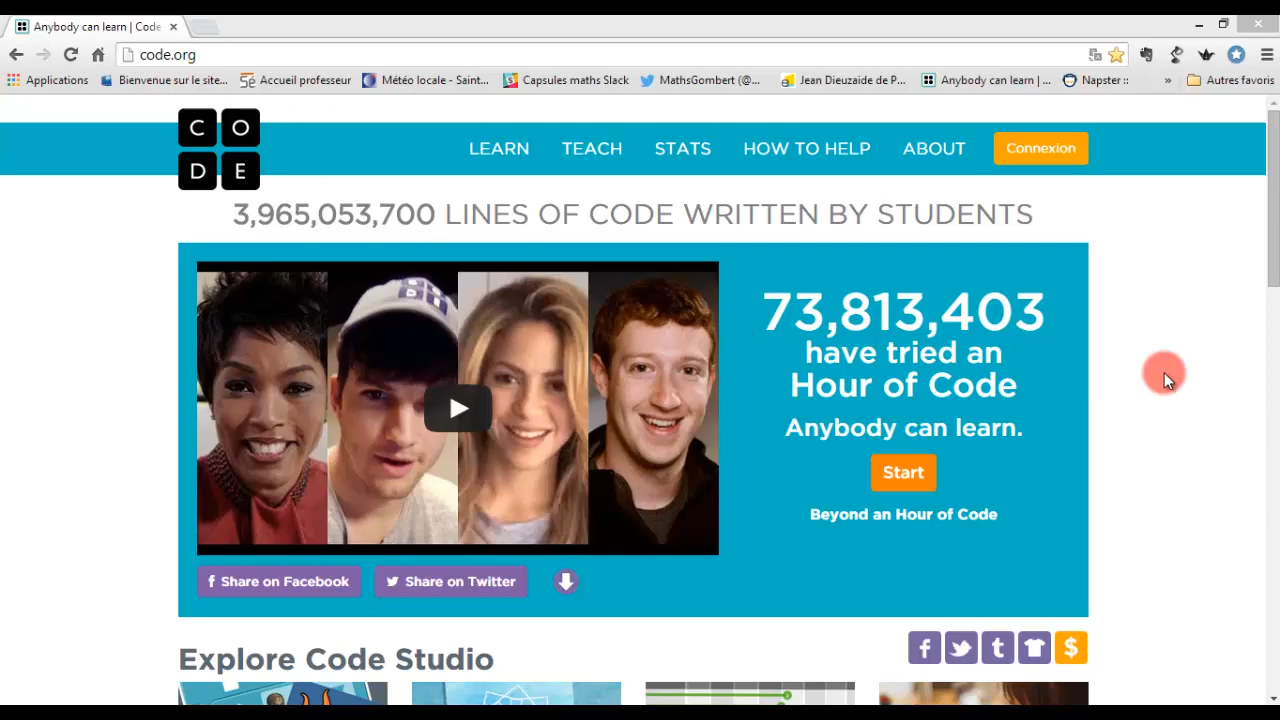 Anybody can learn | Code
code.org
Applications
Bienvenue sur le site...
Accueil professeur
Météo locale - Saint...
Capsules maths Slack
MathsGombert (@...
Jean Dieuzaide de P...
Anybody can learn | ...
Napster ::
»
Autres favoris
C O
D E
LEARN
TEACH
STATS
HOW TO HELP
ABOUT
Connexion
3,965,053,700 LINES OF CODE WRITTEN BY STUDENTS
73,813,403
have tried an
Hour of Code
Anybody can learn.
Start
Beyond an Hour of Code
Share on Facebook
Share on Twitter
Explore Code Studio